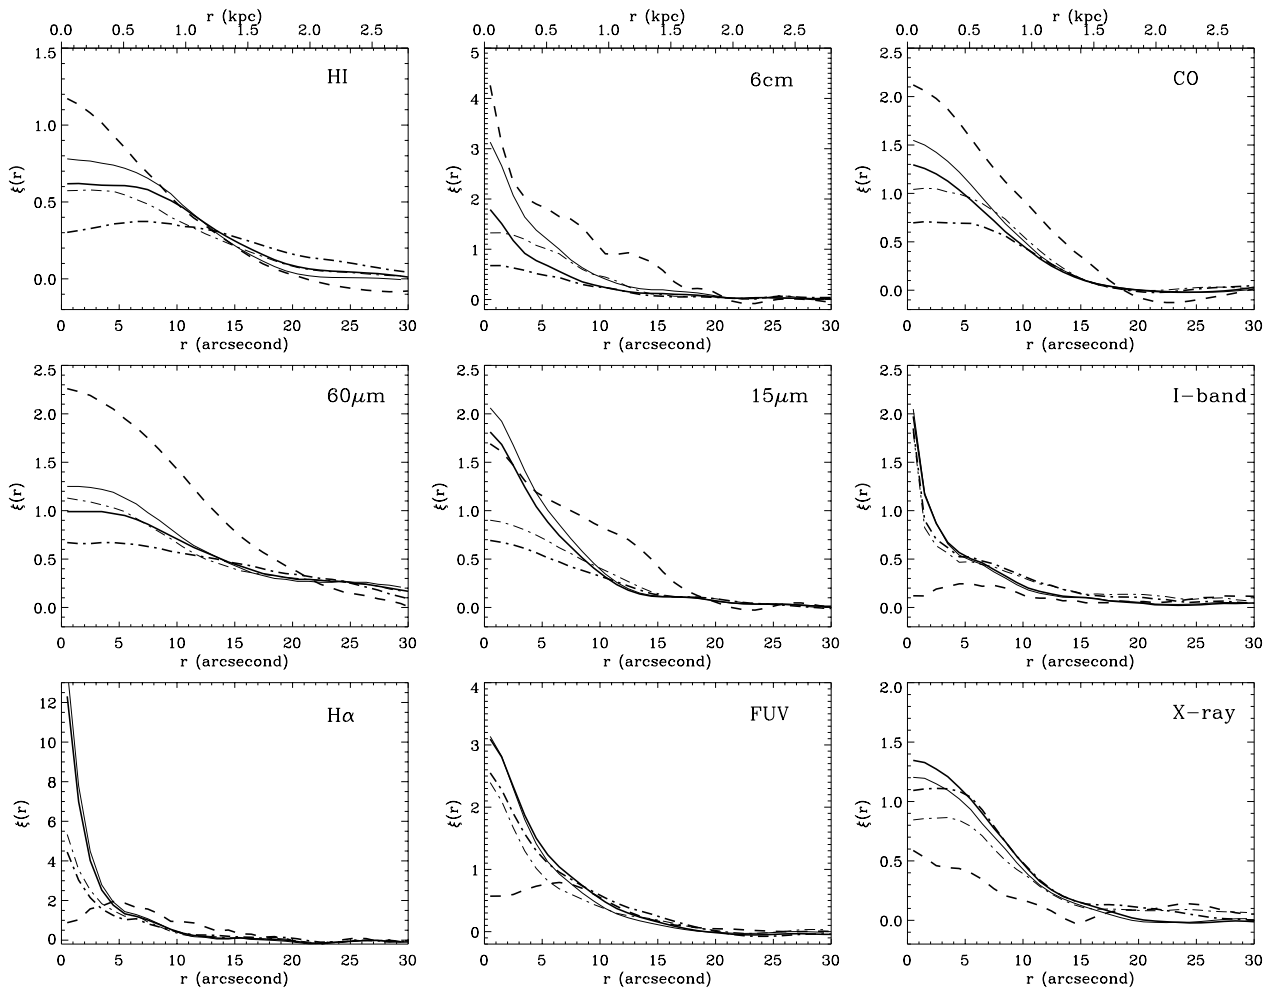 r (kpc) r (kpc) r (kpc)
0.0 0.5 1.0 1.5 2.0 2.5 0.0 0.5 1.0 1.5 2.0 2.5 0.0 0.5 1.0 1.5 2.0 2.5
HI
ξ(r)
1.5
1.0
0.5
0.0
0 5 10 15 20 25 30
r (arcsecond)
6cm
ξ(r)
5
4
3
2
1
0
0 5 10 15 20 25 30
r (arcsecond)
CO
ξ(r)
2.5
2.0
1.5
1.0
0.5
0.0
0 5 10 15 20 25 30
r (arcsecond)
60μm
ξ(r)
2.5
2.0
1.5
1.0
0.5
0.0
0 5 10 15 20 25 30
r (arcsecond)
15μm
ξ(r)
2.5
2.0
1.5
1.0
0.5
0.0
0 5 10 15 20 25 30
r (arcsecond)
I-band
ξ(r)
2.5
2.0
1.5
1.0
0.5
0.0
0 5 10 15 20 25 30
r (arcsecond)
Hα
ξ(r)
12
10
8
6
4
2
0
0 5 10 15 20 25 30
r (arcsecond)
FUV
ξ(r)
4
3
2
1
0
0 5 10 15 20 25 30
r (arcsecond)
X-ray
ξ(r)
2.0
1.5
1.0
0.5
0.0
0 5 10 15 20 25 30
r (arcsecond)